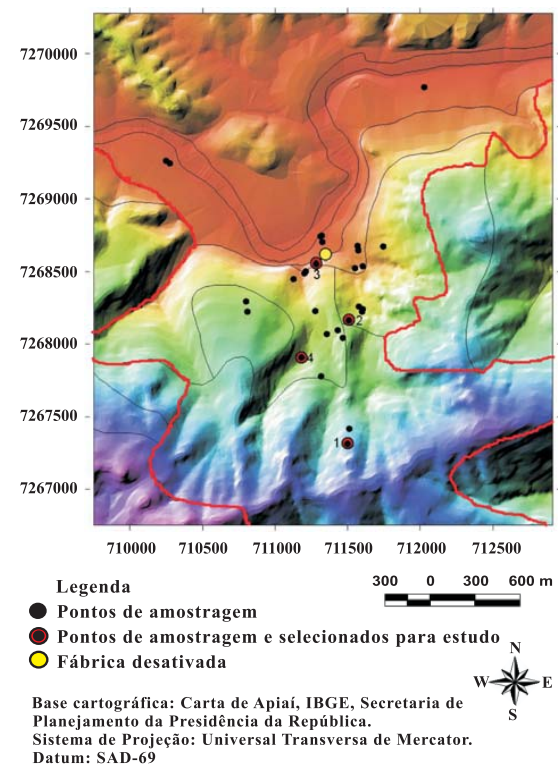 7270000
7269500
7269000
7268500
7268000
7267500
7267000
3
2
4
1
710000 710500 711000 711500 712000 712500
Legenda
Pontos de amostragem
Pontos de amostragem e selecionados para estudo
Fábrica desativada
300 0 300 600 m
N
W E
S
Base cartográfica: Carta de Apiaí, IBGE, Secretaria de
Planejamento da Presidência da República.
Sistema de Projeção: Universal Transversa de Mercator.
Datum: SAD-69